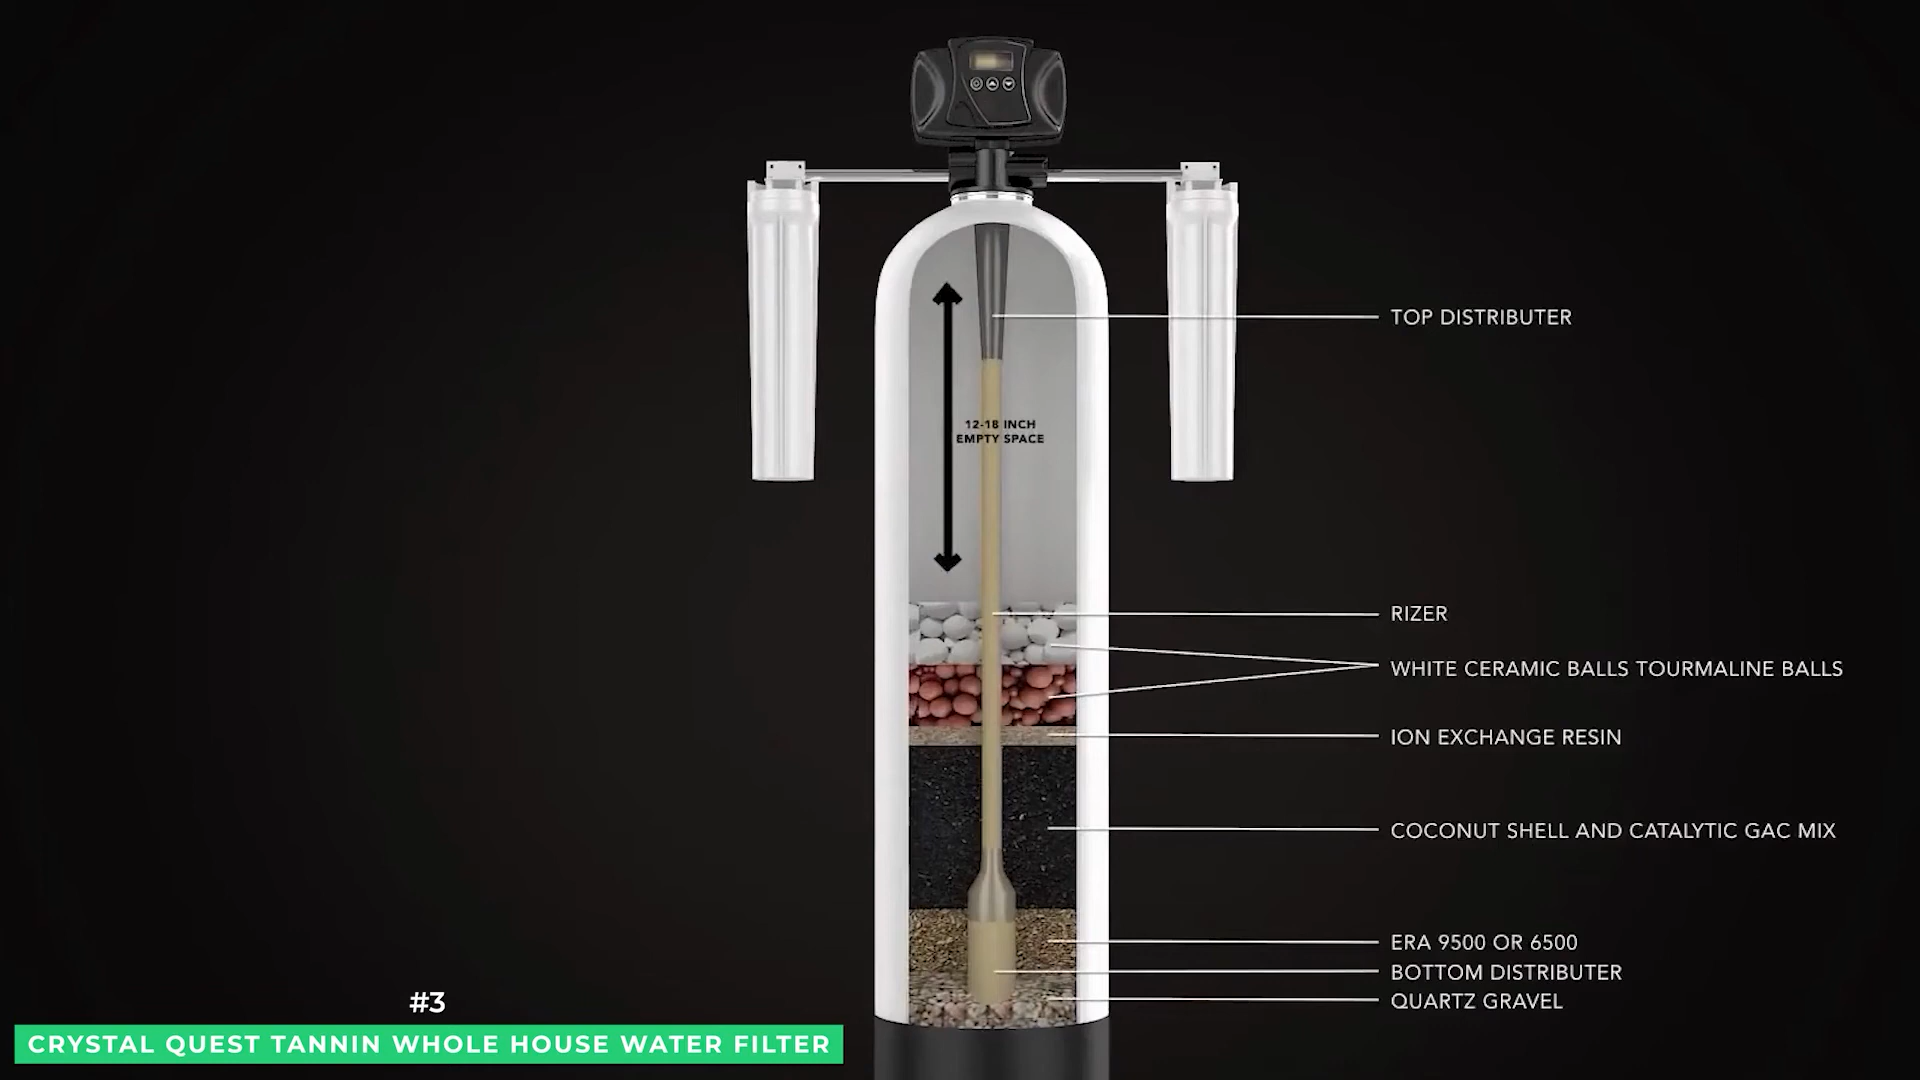 TOP DISTRIBUTER
12-18 INCH
EMPTY SPACE
RIZER
WHITE CERAMIC BALLS TOURMALINE BALLS
ION EXCHANGE RESIN
COCONUT SHELL AND CATALYTIC GAC MIX
ERA 9500 OR 6500
BOTTOM DISTRIBUTER
QUARTZ GRAVEL
#3
CRYSTAL QUEST TANNIN WHOLE HOUSE WATER FILTER